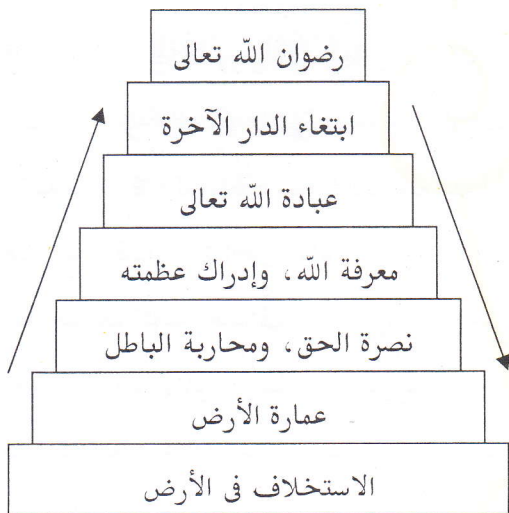 رضوان الله تعالى
ابتغاء الدار الآخرة
عبادة الله تعالى
معرفة الله، وإدراك عظمته
نصرة الحق، ومحاربة الباطل
عمارة الأرض
الاستخلاف فى الأرض